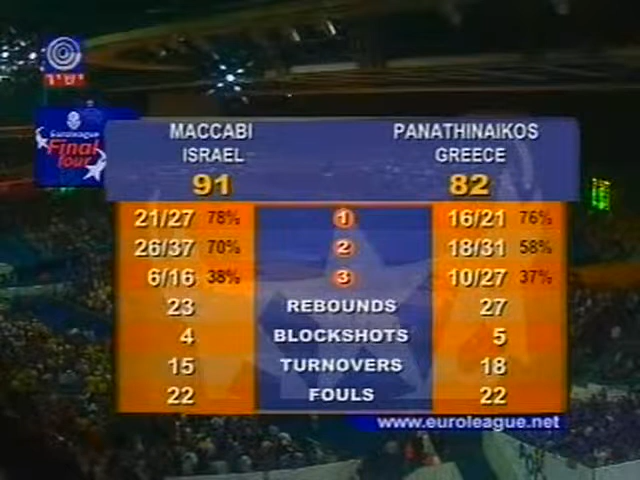 ישיר
Euroleague
Final
four
MACCABI PANATHINAIKOS
ISRAEL GREECE
91 82
21/27 78% 1 16/21 76%
26/37 70% 2 18/31 58%
6/16 38% 3 10/27 37%
23 REBOUNDS 27
4 BLOCKSHOTS 5
15 TURNOVERS 18
22 FOULS 22
www.euroleague.net